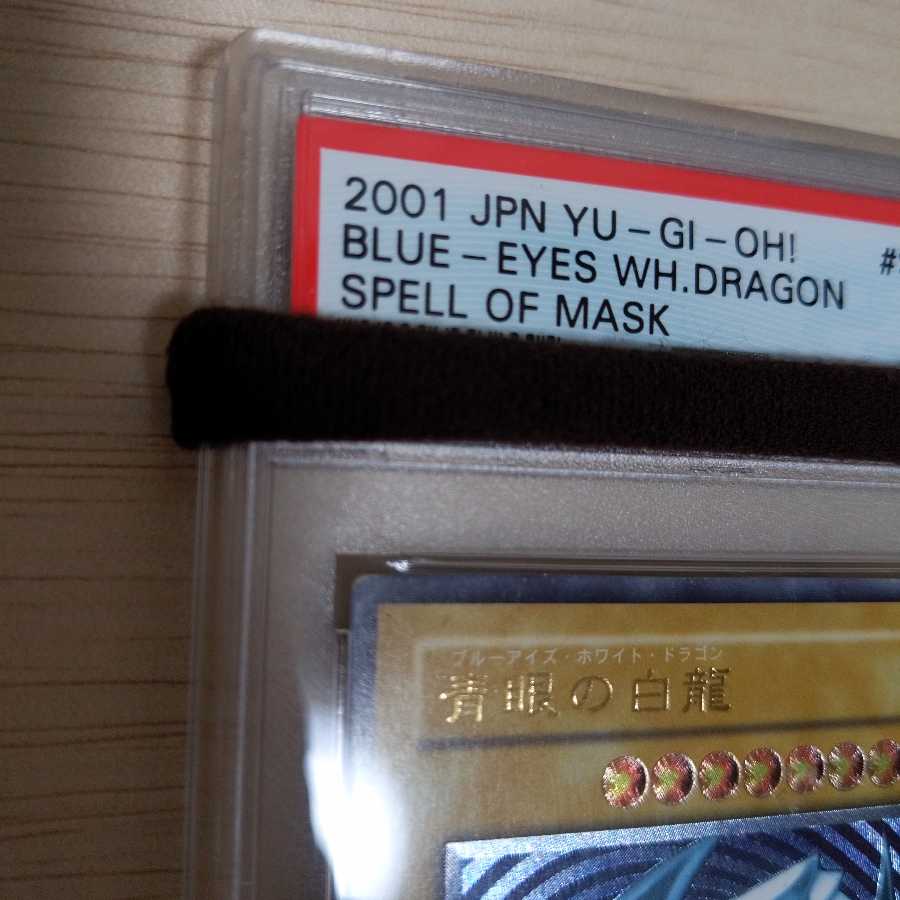 2001 JPN YU-GI-OH!
BLUE-EYES WH.DRAGON #
SPELL OF MASK
ブルーアイズ・ホワイト・ドラゴン
青眼の白龍